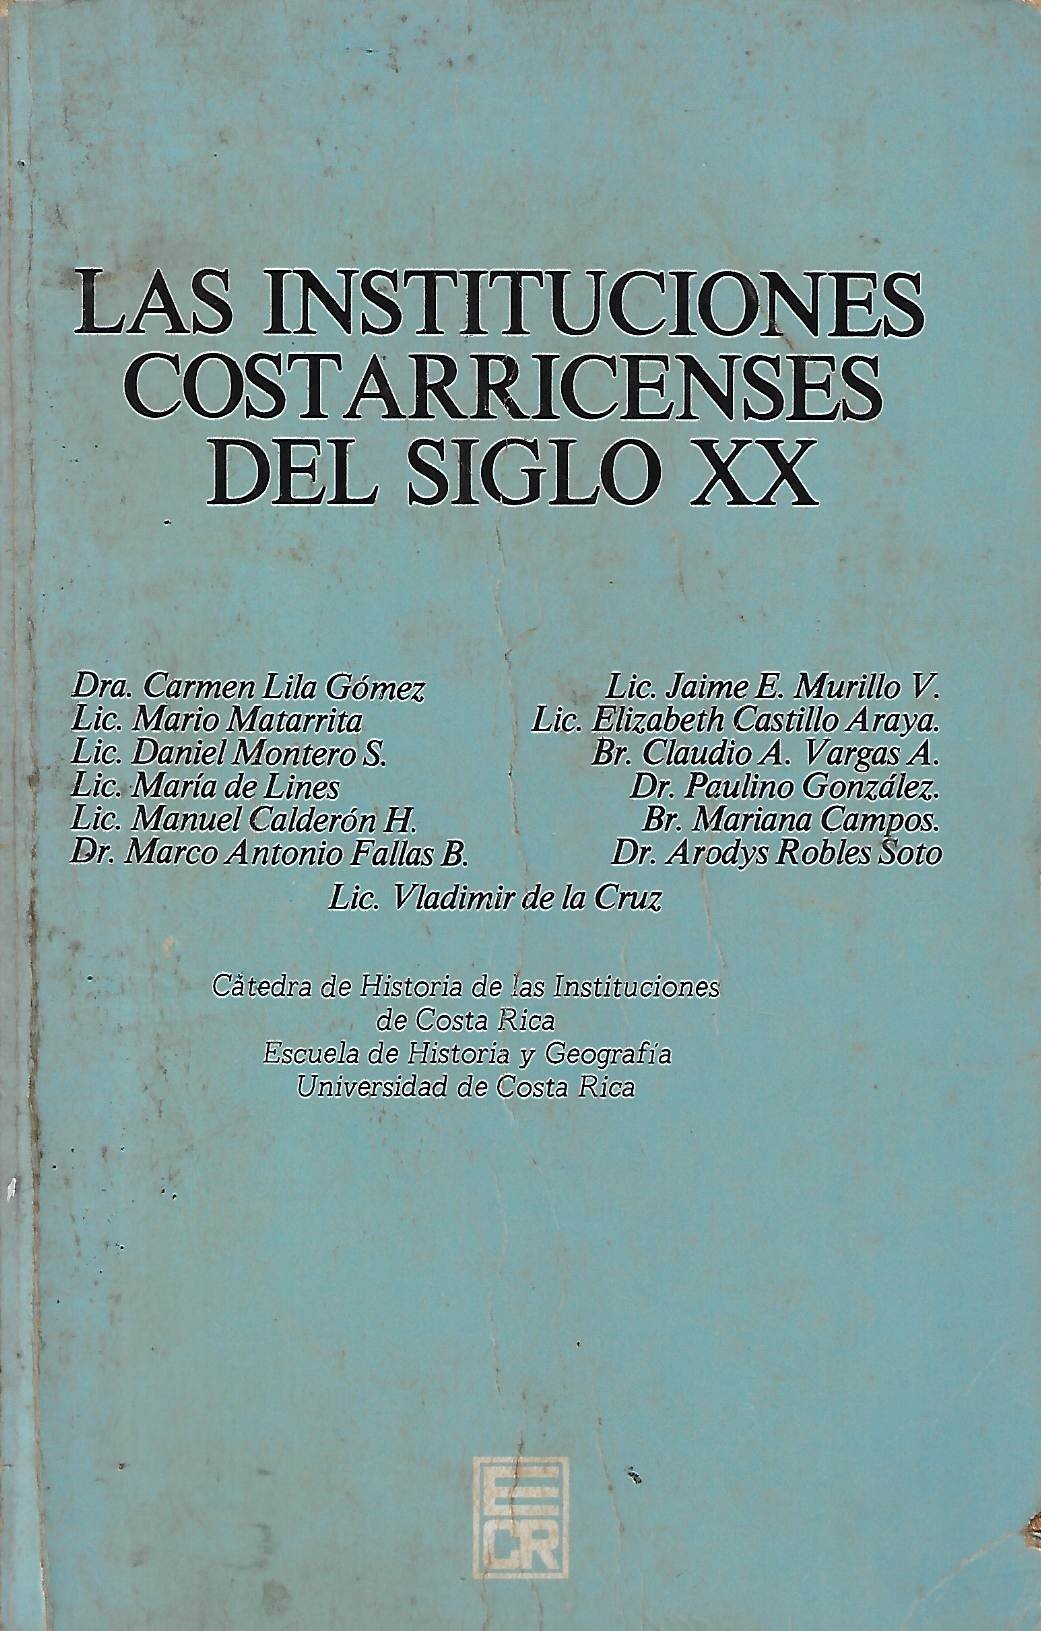 LAS INSTITUCIONES
COSTARRICENSES
DEL SIGLO XX
Dra. Carmen Lila Gómez
Lic. Mario Matarrita
Lic. Daniel Montero S.
Lic. María de Lines
Lic. Manuel Calderón H.
Dr. Marco Antonio Fallas B.
Lic. Jaime E. Murillo V.
Lic. Elizabeth Castillo Araya.
Br. Claudio A. Vargas A.
Dr. Paulino González.
Br. Mariana Campos.
Dr. Arodys Robles Soto
Lic. Vladimir de la Cruz
Cátedra de Historia de las Instituciones
de Costa Rica
Escuela de Historia y Geografía
Universidad de Costa Rica
E
CR